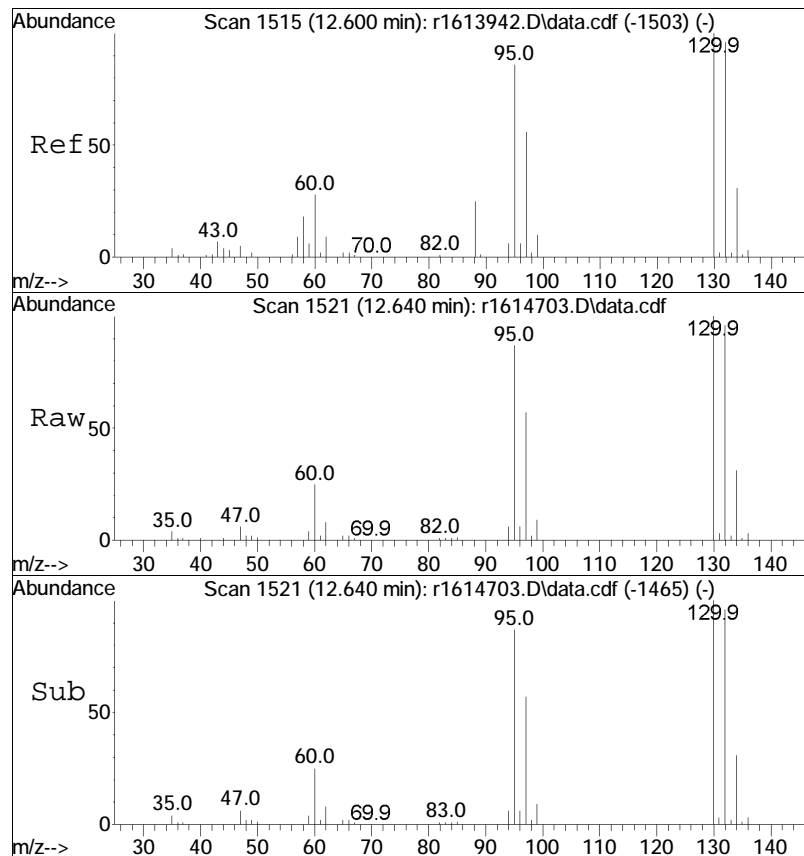 Abundance Scan 1515 (12.600 min): r1613942.D\data.cdf (-1503) (-)
95.0 129.9
Ref 50
60.0
43.0 70.0 82.0
0
m/z--> 30 40 50 60 70 80 90 100 110 120 130 140
Abundance Scan 1521 (12.640 min): r1614703.D\data.cdf
95.0 129.9
Raw 50
60.0
35.0 47.0 69.9 82.0
0
m/z--> 30 40 50 60 70 80 90 100 110 120 130 140
Abundance Scan 1521 (12.640 min): r1614703.D\data.cdf (-1465) (-)
95.0 129.9
Sub 50
60.0
35.0 47.0 69.9 83.0
0
m/z--> 30 40 50 60 70 80 90 100 110 120 130 140